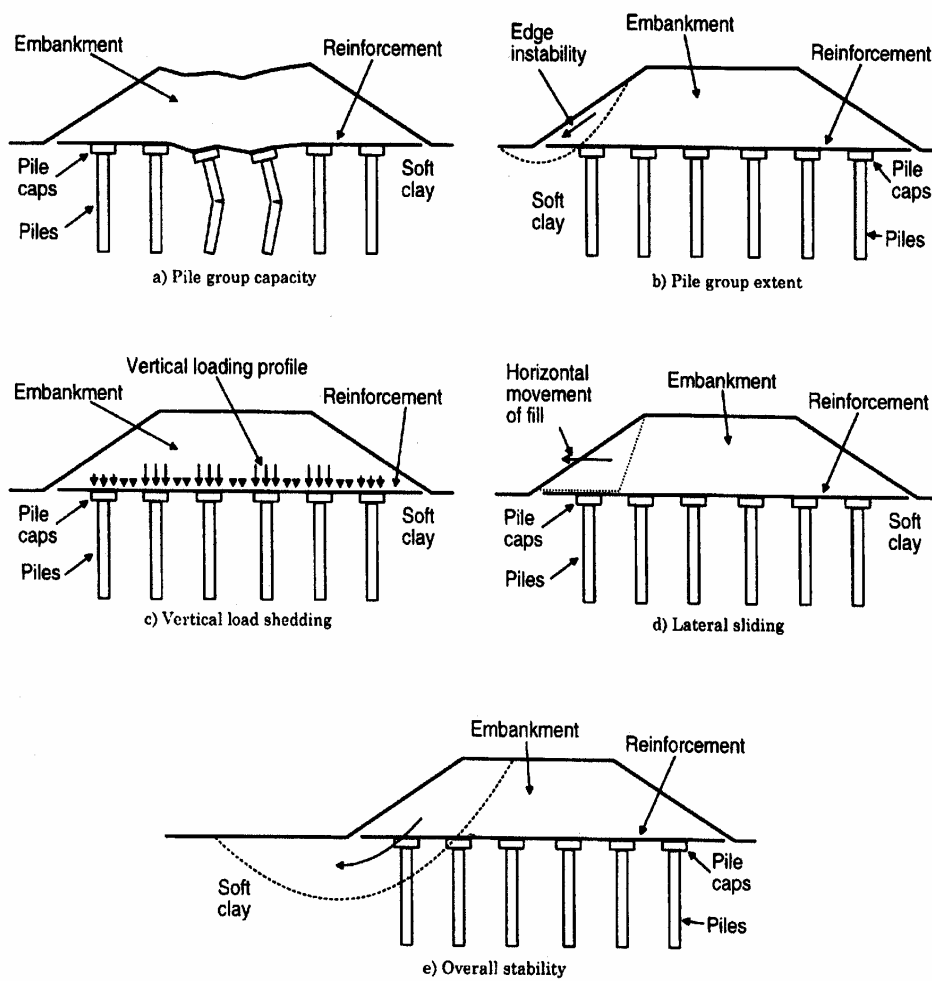 Embankment
Reinforcement
Pile
caps
Piles
Soft
clay
a) Pile group capacity
Edge
instability
Embankment
Reinforcement
Soft
clay
Pile
caps
Piles
b) Pile group extent
Vertical loading profile
Embankment
Reinforcement
Pile
caps
Piles
Soft
clay
c) Vertical load shedding
Horizontal
movement
of fill
Embankment
Reinforcement
Pile
caps
Piles
Soft
clay
d) Lateral sliding
Embankment
Reinforcement
Soft
clay
Pile
caps
Piles
e) Overall stability